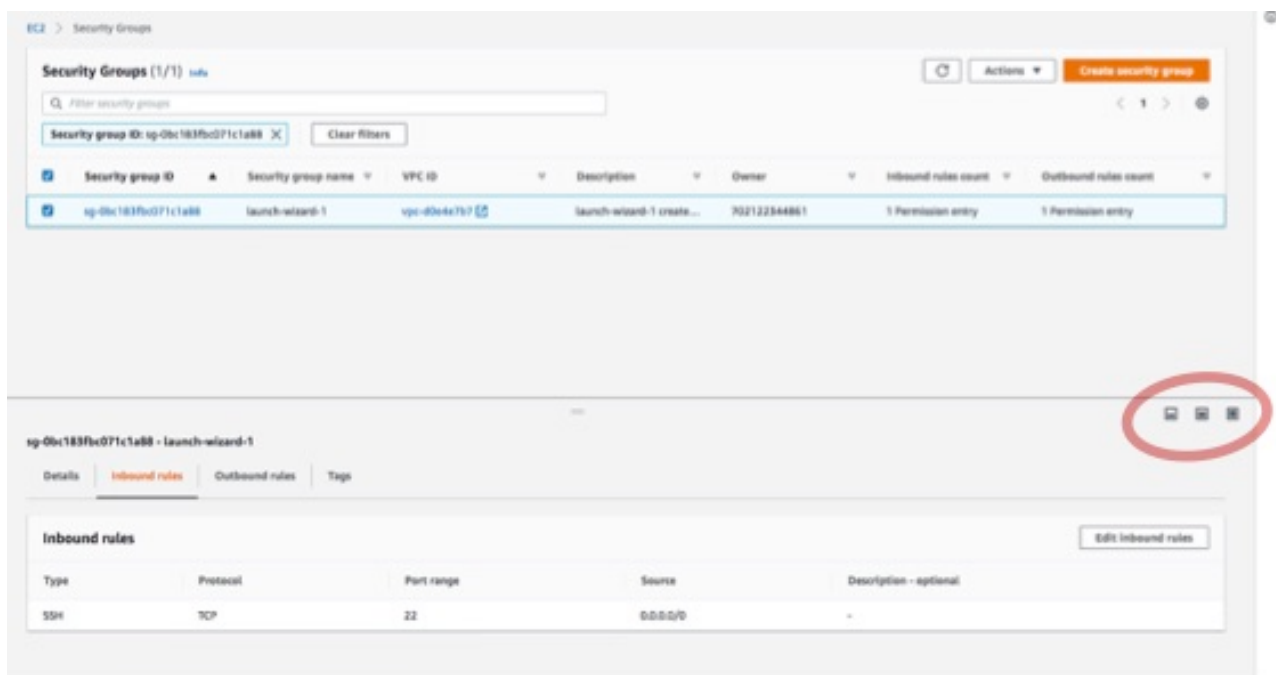 EC2 > Security Groups
Security Groups (1/1) Info
Actions
Create security group
Filter security groups
1
Security group ID: sg-0bc183fbc071c1a88 X
Clear filters
Security group ID Security group name VPC ID Description Owner Inbound rules count Outbound rules count
sg-0bc183fbc071c1a88 launch-wizard-1 vpc-d0e4e7b7 launch-wizard-1 create... 702122344861 1 Permission entry 1 Permission entry
sg-0bc183fbc071c1a88 - launch-wizard-1
Details Inbound rules Outbound rules Tags
Inbound rules
Edit inbound rules
Type Protocol Port range Source Description - optional
SSH TCP 22 0.0.0.0/0 -